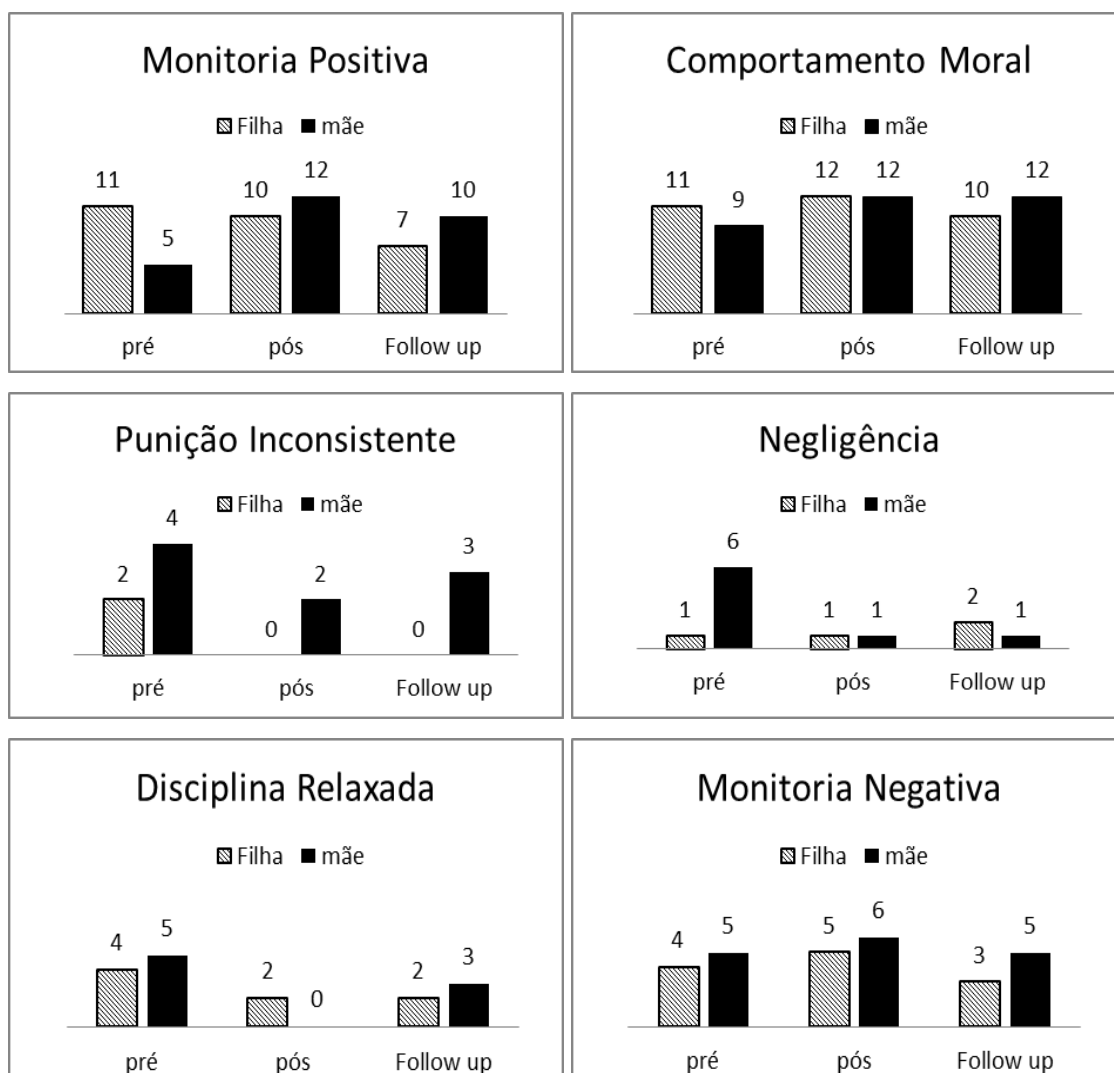 Monitoria Positiva
Filha mãe
11 5 10 12 7 10
pré pós Follow up
Comportamento Moral
Filha mãe
11 9 12 12 10 12
pré pós Follow up
Punição Inconsistente
Filha mãe
2 4 0 2 0 3
pré pós Follow up
Negligência
Filha mãe
1 6 1 1 2 1
pré pós Follow up
Disciplina Relaxada
Filha mãe
4 5 2 0 2 3
pré pós Follow up
Monitoria Negativa
Filha mãe
4 5 5 6 3 5
pré pós Follow up